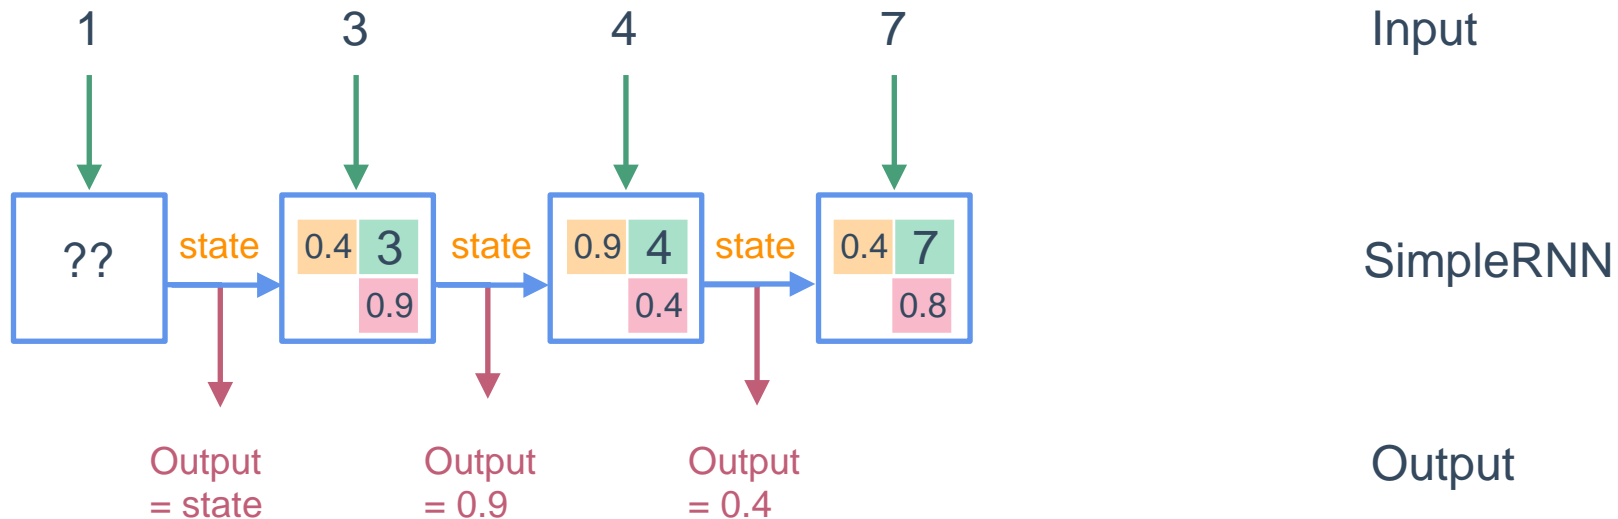 1 3 4 7 Input
?? state 0.4 3 state 0.9 4 state 0.4 7 SimpleRNN
0.9 0.4 0.8
Output Output Output Output
= state = 0.9 = 0.4